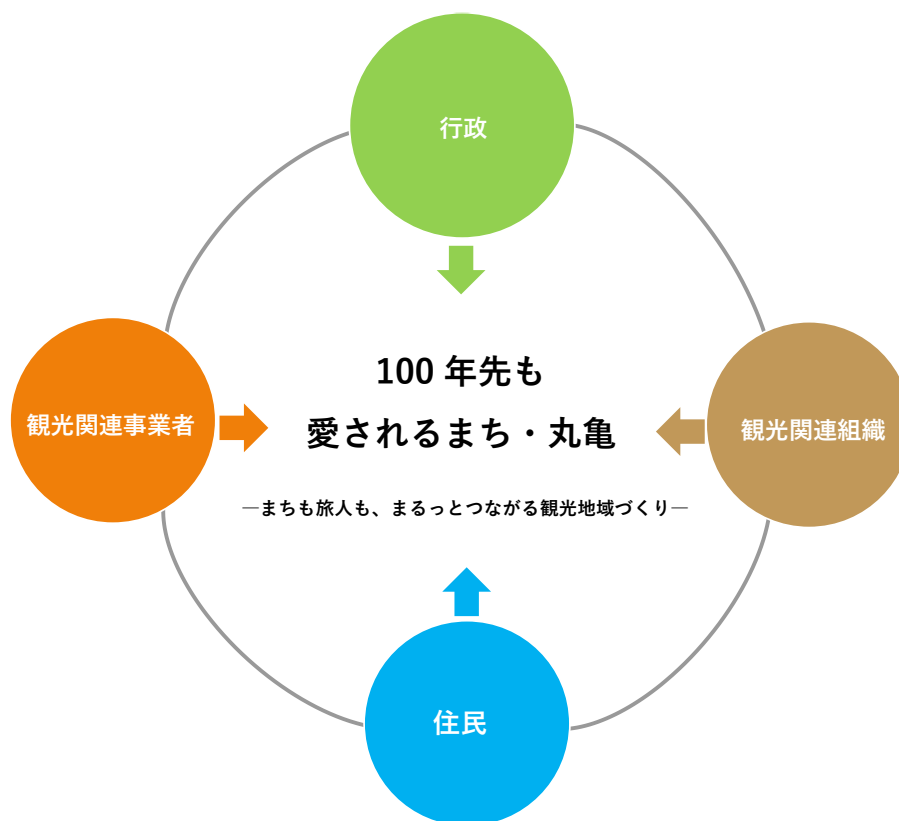 行政
100 年先も
愛されるまち・丸亀
観光関連事業者
観光関連組織
―まちも旅人も、まるっとつながる観光地域づくり―
住民